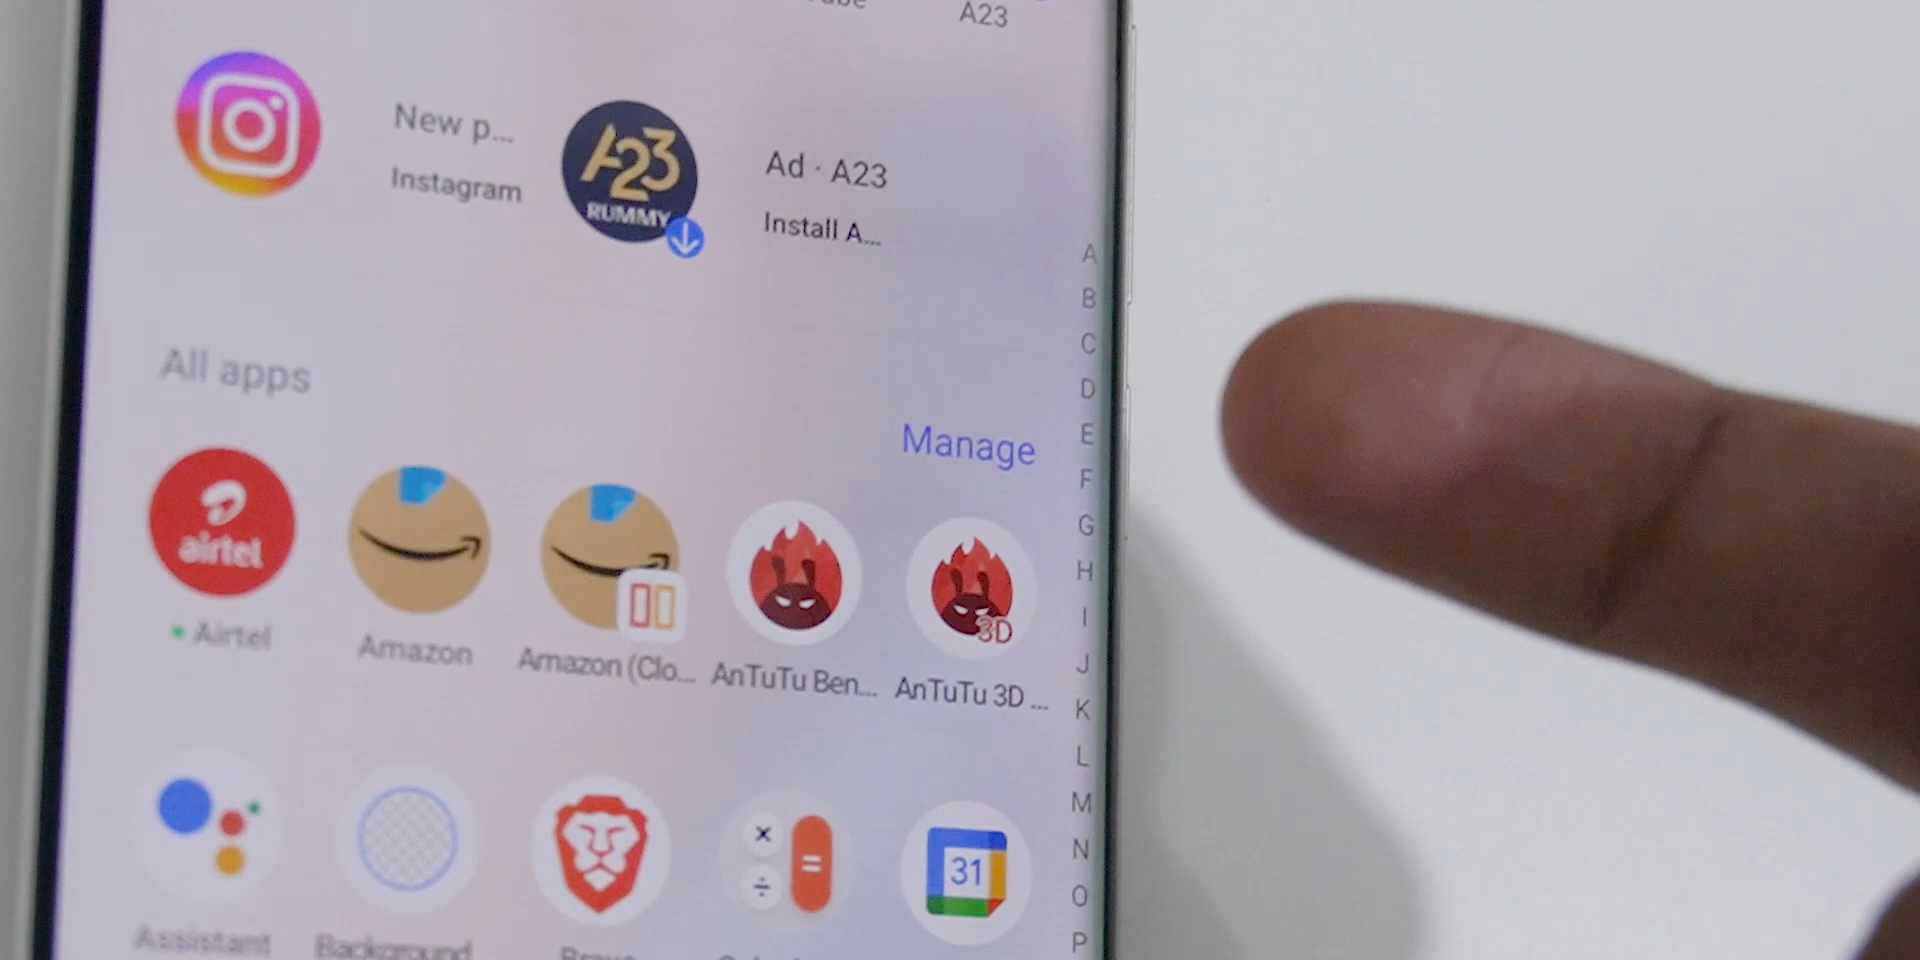 A23
New p...
Instagram
A23
RUMMY
Ad · A23
Install A...
All apps
Manage
airtel
Airtel
Amazon
Amazon (Clo...
AnTuTu Ben...
3D
AnTuTu 3D ...
×
÷
=
31
Assistant
Background
Brave
A
B
C
D
E
F
G
H
I
J
K
L
M
N
O
P